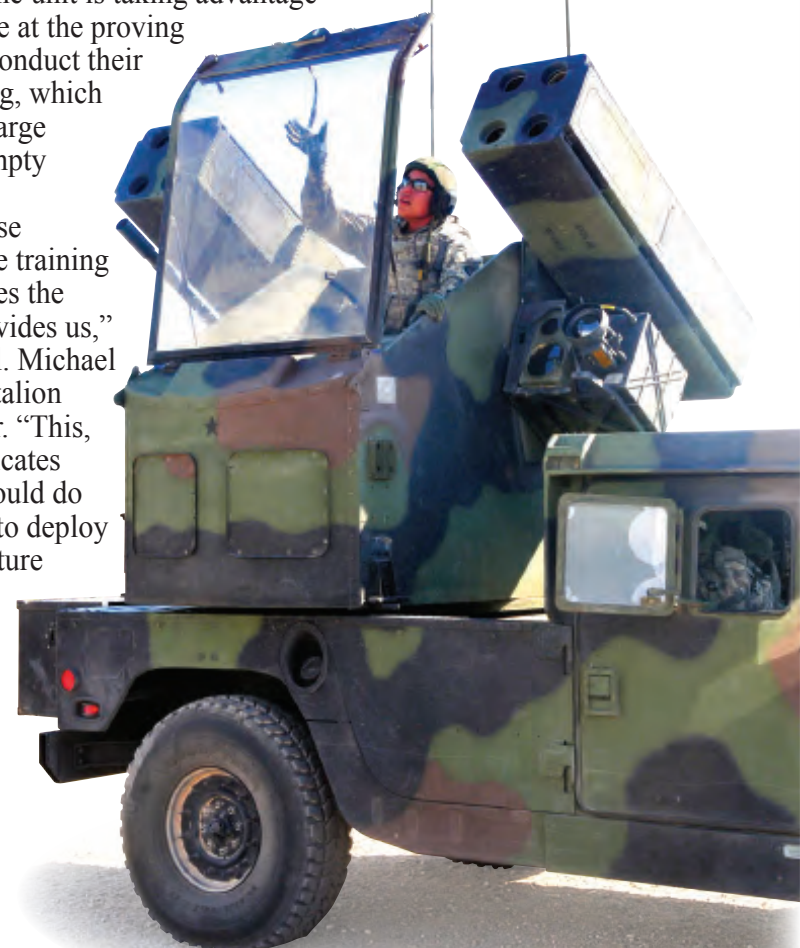 unit is taking advantage
at the proving
onduct their
g, which
arge
mpty
se
training
es the
vides us,”
. Michael
talion
r. “This,
icates
ould do
to deploy
ture